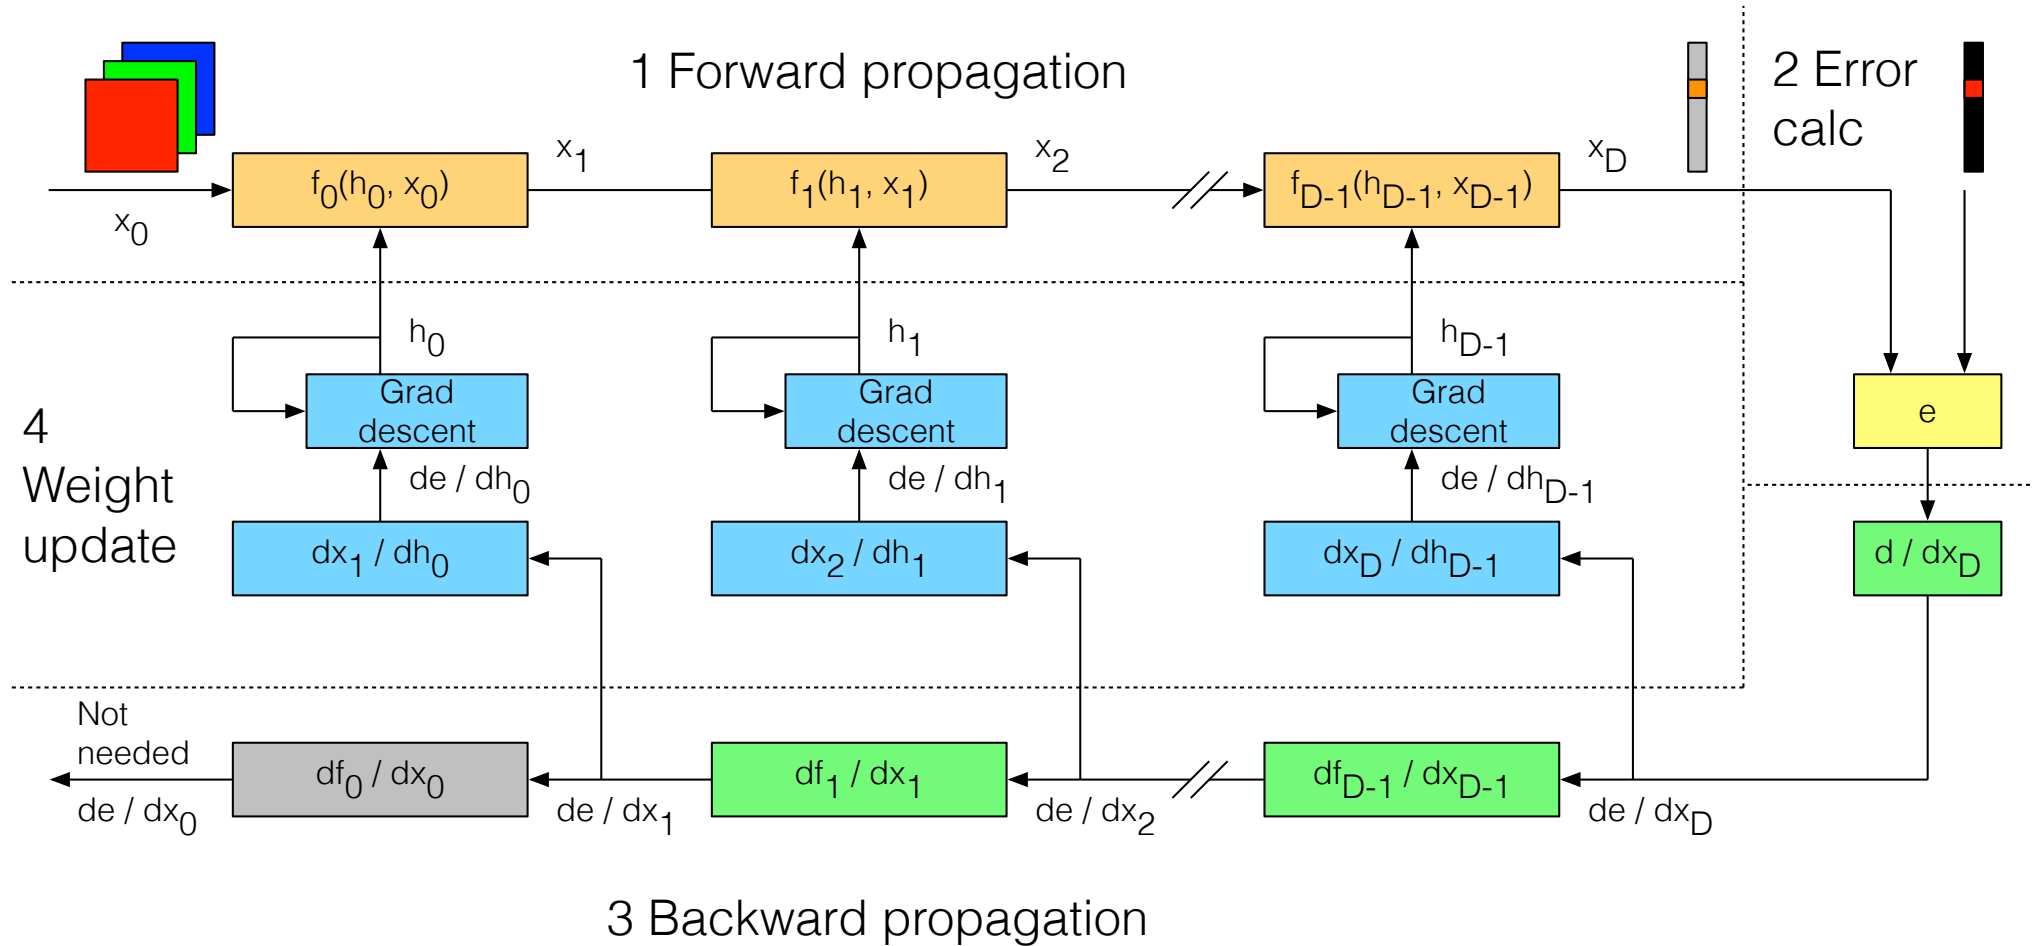 1 Forward propagation
2 Error
calc
x0
f0(h0, x0)
x1
f1(h1, x1)
x2
fD-1(hD-1, xD-1)
xD
4
Weight
update
h0
Grad
descent
de / dh0
dx1 / dh0
h1
Grad
descent
de / dh1
dx2 / dh1
hD-1
Grad
descent
de / dhD-1
dxD / dhD-1
e
d / dxD
Not
needed
de / dx0
df0 / dx0
de / dx1
df1 / dx1
de / dx2
dfD-1 / dxD-1
de / dxD
3 Backward propagation